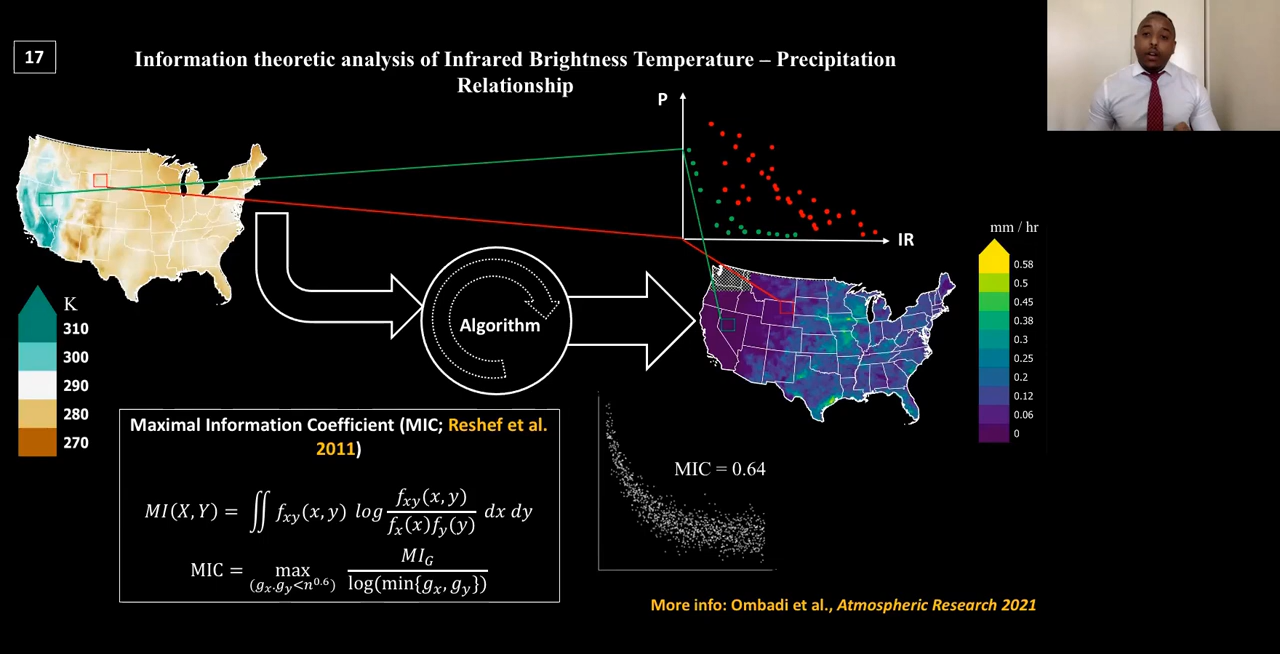 17
Information theoretic analysis of Infrared Brightness Temperature – Precipitation
Relationship
P
IR
K
310
300
290
280
270
Algorithm
mm / hr
0.58
0.5
0.45
0.38
0.3
0.25
0.2
0.12
0.06
0
Maximal Information Coefficient (MIC; Reshef et al.
2011)
MI(X,Y) = ∬ f_xy(x,y) log f_xy(x,y) / f_x(x)f_y(y) dx dy
MIC = max (g_x.g_y<n^0.6) MI_G / log(min{g_x,g_y})
MIC = 0.64
More info: Ombadi et al., Atmospheric Research 2021